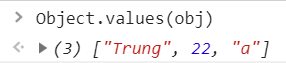 > Object.values(obj)
<· ▶ (3) ["Trung", 22, "a"]